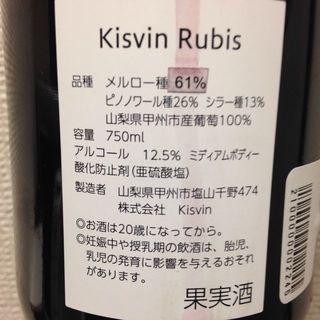 Kisvin Rubis
品種 メルロー種 61%
ピノノワール種26% シラー種13%
山梨県甲州市産葡萄100%
容量 750ml
アルコール 12.5% ミディアムボディー
酸化防止剤(亜硫酸塩)
製造者 山梨県甲州市塩山千野474
株式会社 Kisvin
◎お酒は20歳になってから。
◎妊娠中や授乳期の飲酒は、胎児、
乳児の発育に影響を与えるおそれ
があります。
果実酒